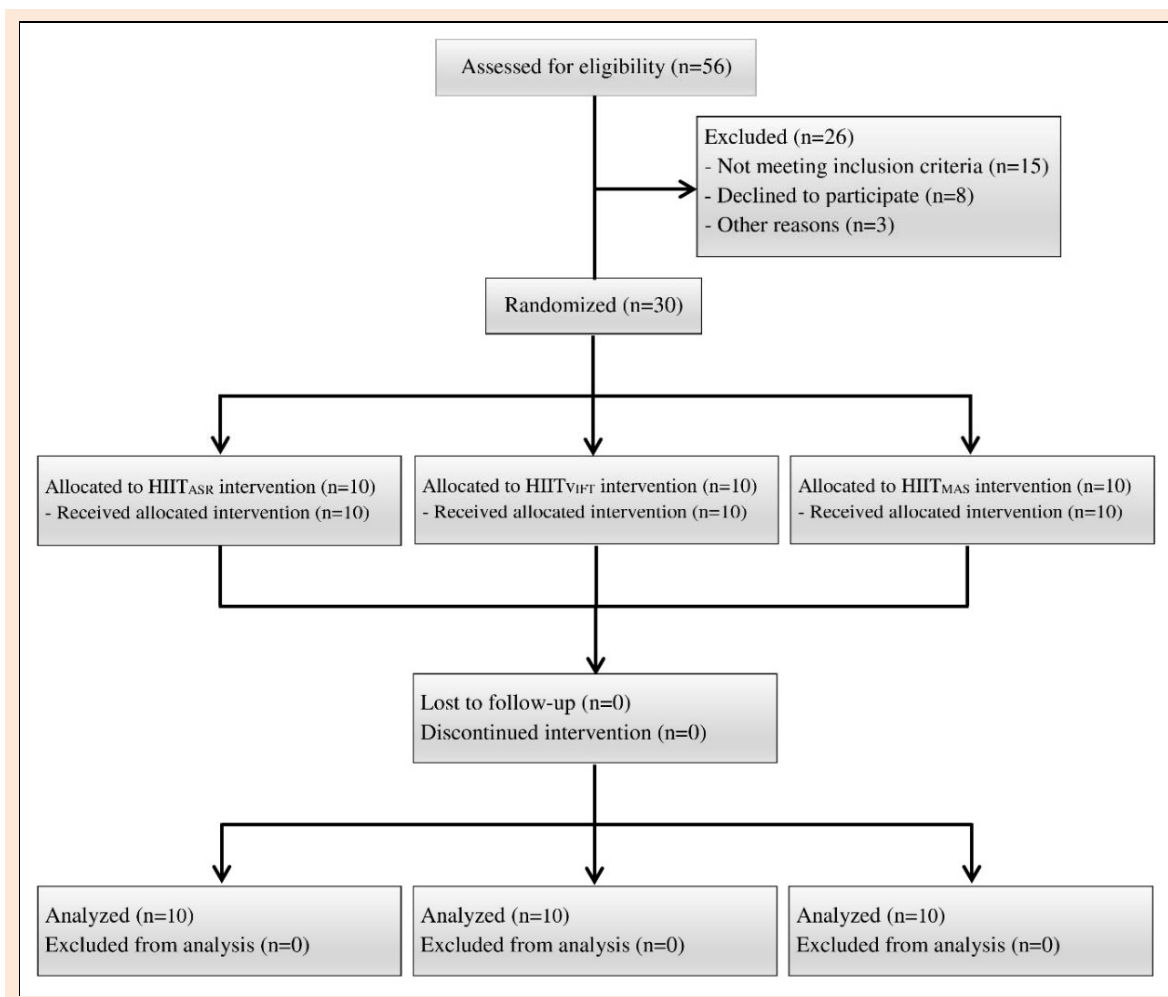 Assessed for eligibility (n=56)
Excluded (n=26)
- Not meeting inclusion criteria (n=15)
- Declined to participate (n=8)
- Other reasons (n=3)
Randomized (n=30)
Allocated to HIITASR intervention (n=10)
- Received allocated intervention (n=10)
Allocated to HIITVIFT intervention (n=10)
- Received allocated intervention (n=10)
Allocated to HIITMAS intervention (n=10)
- Received allocated intervention (n=10)
Lost to follow-up (n=0)
Discontinued intervention (n=0)
Analyzed (n=10)
Excluded from analysis (n=0)
Analyzed (n=10)
Excluded from analysis (n=0)
Analyzed (n=10)
Excluded from analysis (n=0)